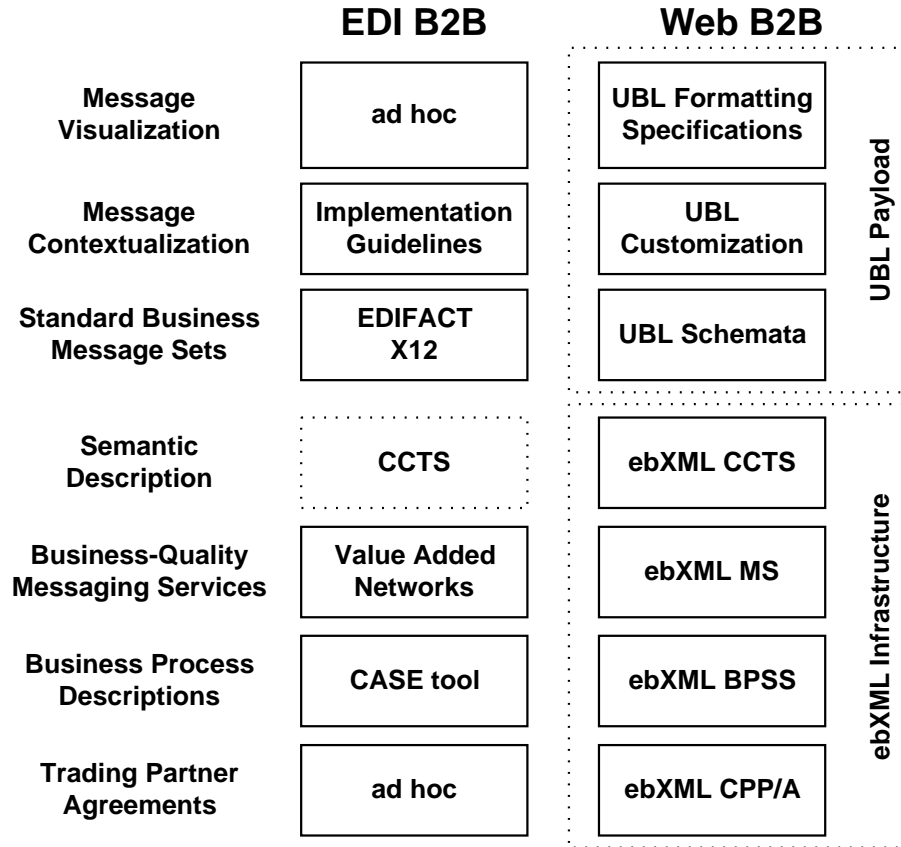 EDI B2B
Web B2B
Message
Visualization
ad hoc
UBL Formatting
Specifications
Message
Contextualization
Implementation
Guidelines
UBL
Customization
Standard Business
Message Sets
EDIFACT
X12
UBL Schemata
UBL Payload
Semantic
Description
CCTS
ebXML CCTS
Business-Quality
Messaging Services
Value Added
Networks
ebXML MS
Business Process
Descriptions
CASE tool
ebXML BPSS
Trading Partner
Agreements
ad hoc
ebXML CPP/A
ebXML Infrastructure